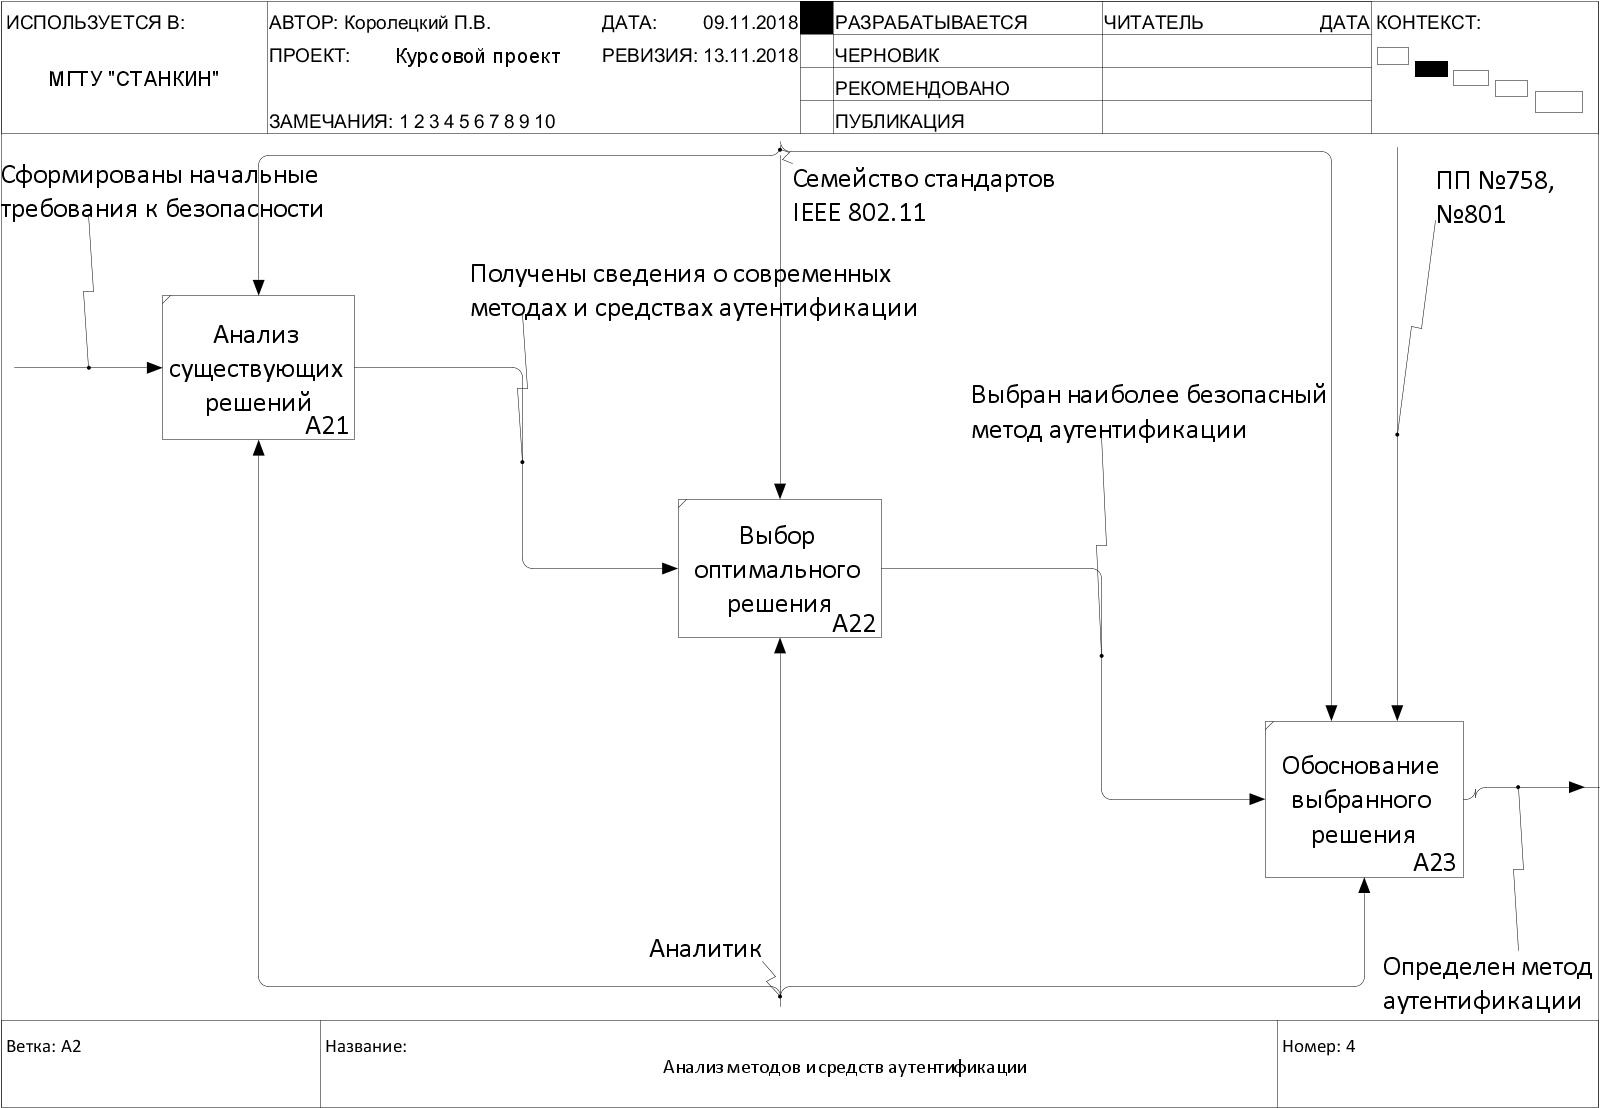 ИСПОЛЬЗУЕТСЯ В:
МГТУ "СТАНКИН"
АВТОР: Королецкий П.В.
ДАТА: 09.11.2018
ПРОЕКТ: Курсовой проект
РЕВИЗИЯ: 13.11.2018
ЗАМЕЧАНИЯ: 1 2 3 4 5 6 7 8 9 10
РАЗРАБАТЫВАЕТСЯ
ЧЕРНОВИК
РЕКОМЕНДОВАНО
ПУБЛИКАЦИЯ
ЧИТАТЕЛЬ
ДАТА
КОНТЕКСТ:
Сформированы начальные
требования к безопасности
Семейство стандартов
IEEE 802.11
ПП №758,
№801
Получены сведения о современных
методах и средствах аутентификации
Анализ
существующих
решений
А21
Выбран наиболее безопасный
метод аутентификации
Выбор
оптимального
решения
А22
Обоснование
выбранного
решения
А23
Аналитик
Определен метод
аутентификации
Ветка: А2
Название:
Анализ методов и средств аутентификации
Номер: 4